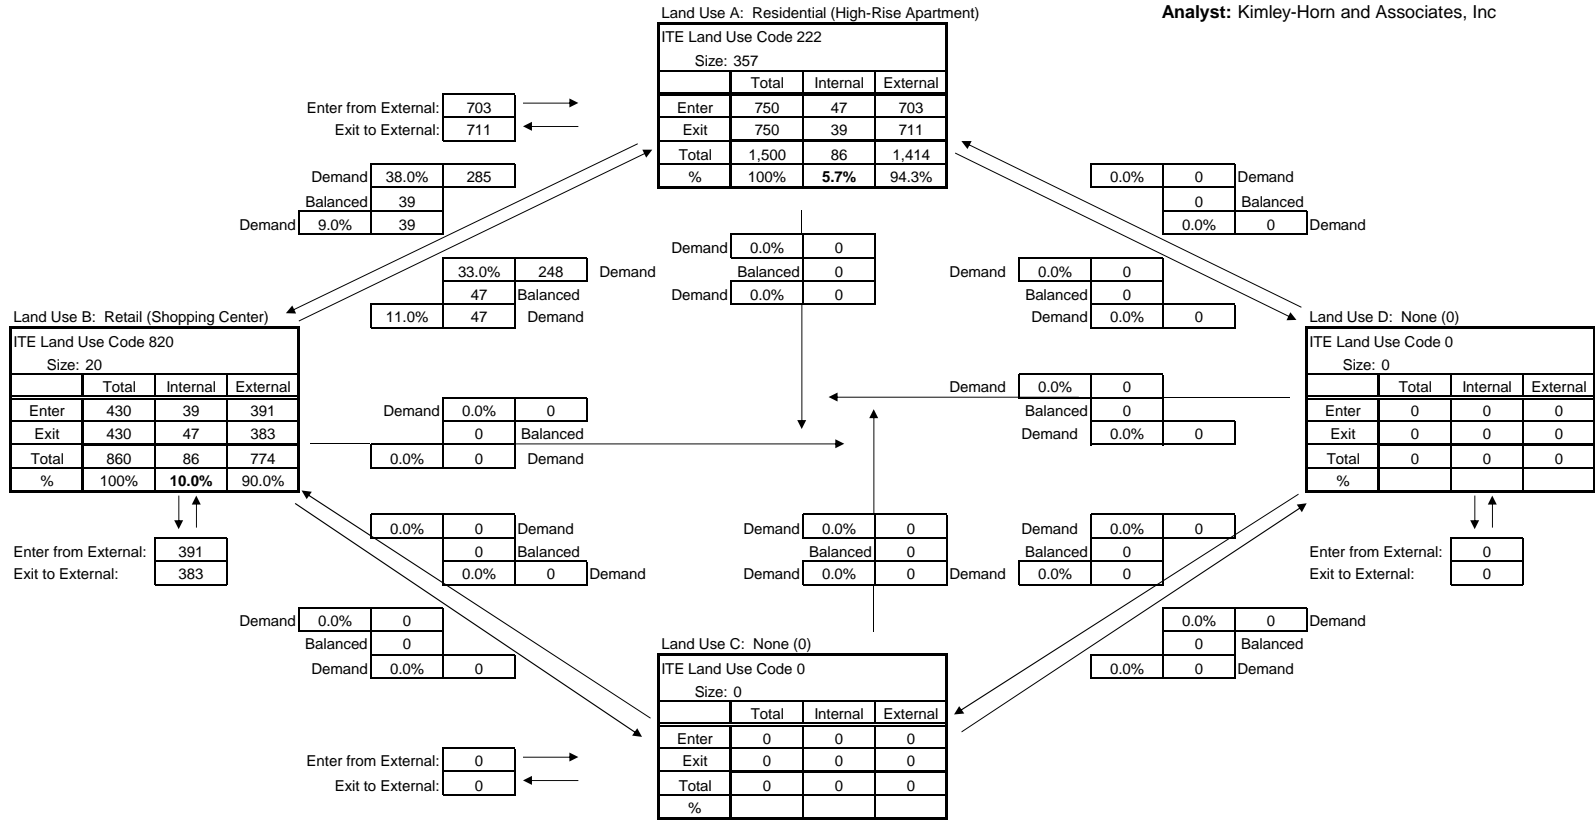 Land Use A: Residential (High-Rise Apartment)
Analyst: Kimley-Horn and Associates, Inc
ITE Land Use Code 222
Size: 357
Total Internal External
Enter 750 47 703
Exit 750 39 711
Total 1,500 86 1,414
% 100% 5.7% 94.3%
Enter from External: 703
Exit to External: 711
Demand 38.0% 285
Balanced 39
Demand 9.0% 39
0.0% 0 Demand
0 Balanced
0.0% 0 Demand
33.0% 248 Demand
47 Balanced
11.0% 47 Demand
Demand 0.0% 0
Balanced 0
Demand 0.0% 0
Demand 0.0% 0
Balanced 0
Demand 0.0% 0
Land Use B: Retail (Shopping Center)
ITE Land Use Code 820
Size: 20
Total Internal External
Enter 430 39 391
Exit 430 47 383
Total 860 86 774
% 100% 10.0% 90.0%
Enter from External: 391
Exit to External: 383
Demand 0.0% 0
0 Balanced
0.0% 0 Demand
Demand 0.0% 0
Balanced 0
Demand 0.0% 0
Land Use D: None (0)
ITE Land Use Code 0
Size: 0
Total Internal External
Enter 0 0 0
Exit 0 0 0
Total 0 0 0
%
Enter from External: 0
Exit to External: 0
0.0% 0 Demand
0 Balanced
0.0% 0 Demand
Demand 0.0% 0
Balanced 0
Demand 0.0% 0
Demand 0.0% 0
Balanced 0
Demand 0.0% 0
Demand 0.0% 0
Balanced 0
Demand 0.0% 0
0.0% 0 Demand
0 Balanced
0.0% 0 Demand
Land Use C: None (0)
ITE Land Use Code 0
Size: 0
Total Internal External
Enter 0 0 0
Exit 0 0 0
Total 0 0 0
%
Enter from External: 0
Exit to External: 0